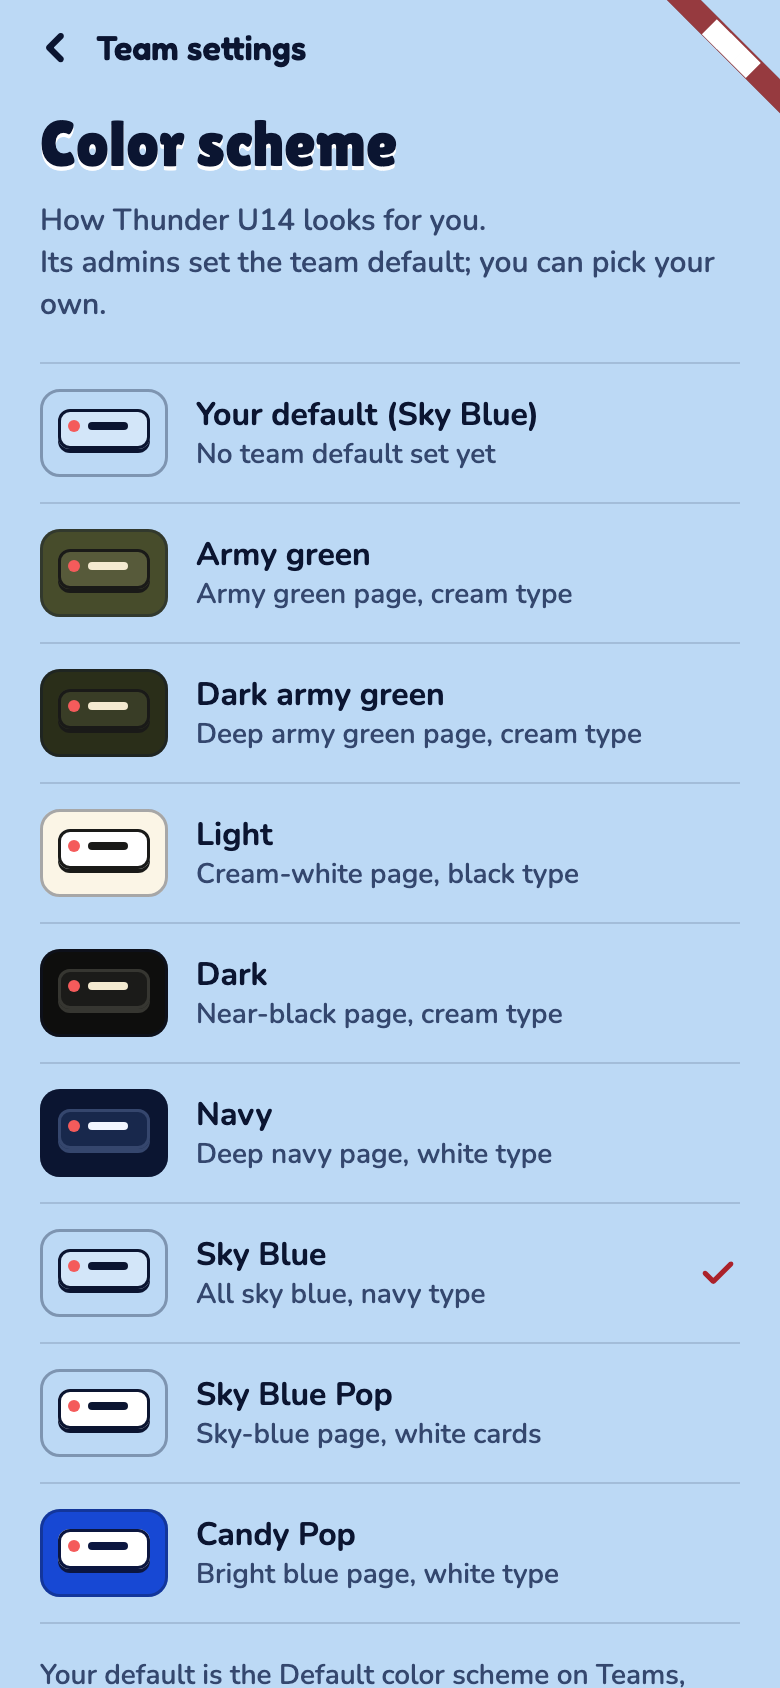 Team settings
Color scheme
How Thunder U14 looks for you.
Its admins set the team default; you can pick your
own.
Your default (Sky Blue)
No team default set yet
Army green
Army green page, cream type
Dark army green
Deep army green page, cream type
Light
Cream-white page, black type
Dark
Near-black page, cream type
Navy
Deep navy page, white type
Sky Blue
All sky blue, navy type
Sky Blue Pop
Sky-blue page, white cards
Candy Pop
Bright blue page, white type
Your default is the Default color scheme on Teams,